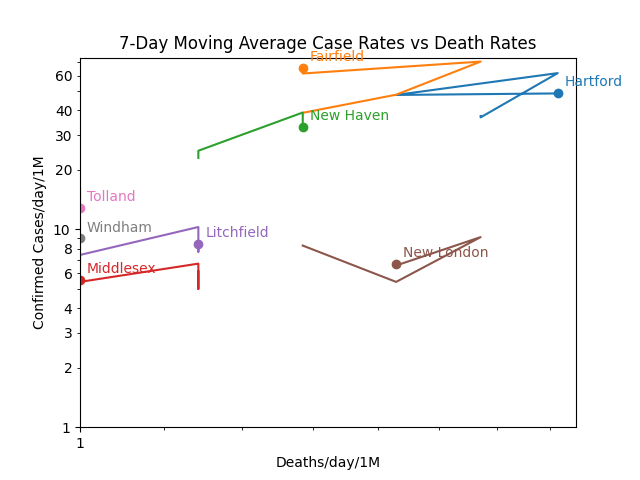 7-Day Moving Average Case Rates vs Death Rates
Fairfield
Hartford
New Haven
Tolland
Windham
Litchfield
New London
Middlesex
Confirmed Cases/day/1M
60
40
30
20
10
8
6
4
3
2
1
1
Deaths/day/1M